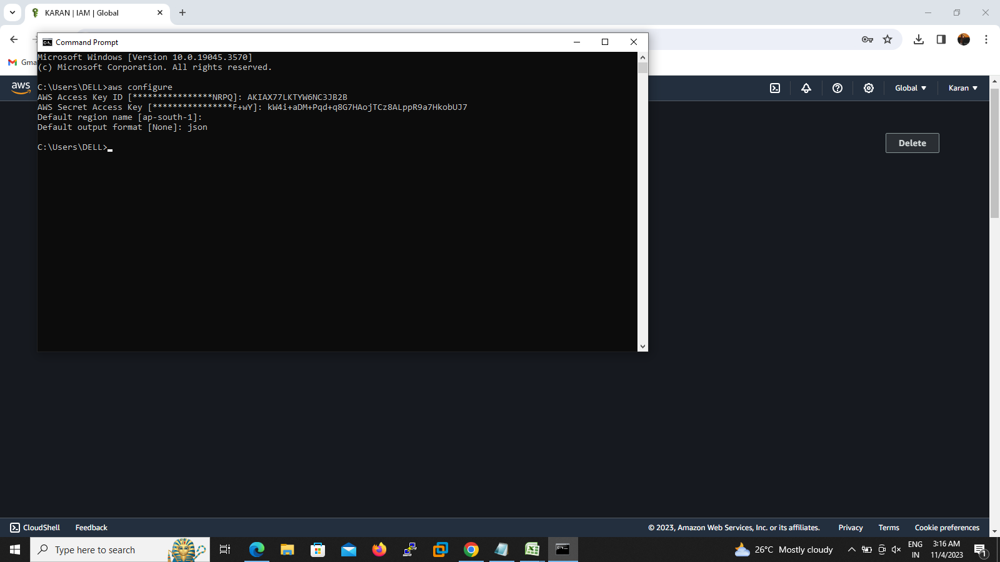 KARAN | IAM | Global
Command Prompt
Gma
Microsoft Windows [Version 10.0.19045.3570]
(c) Microsoft Corporation. All rights reserved.
C:\Users\DELL>aws configure
AWS Access Key ID [****************NRPQ]: AKIAX77LKTYW6NC3JB2B
AWS Secret Access Key [****************F+wY]: 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
Default region name [ap-south-1]:
Default output format [None]: json
C:\Users\DELL>
aws
Global
Karan
Delete
CloudShell
Feedback
© 2023, Amazon Web Services, Inc. or its affiliates.
Privacy
Terms
Cookie preferences
Type here to search
26°C Mostly cloudy
ENG
IN
3:16 AM
11/4/2023
1